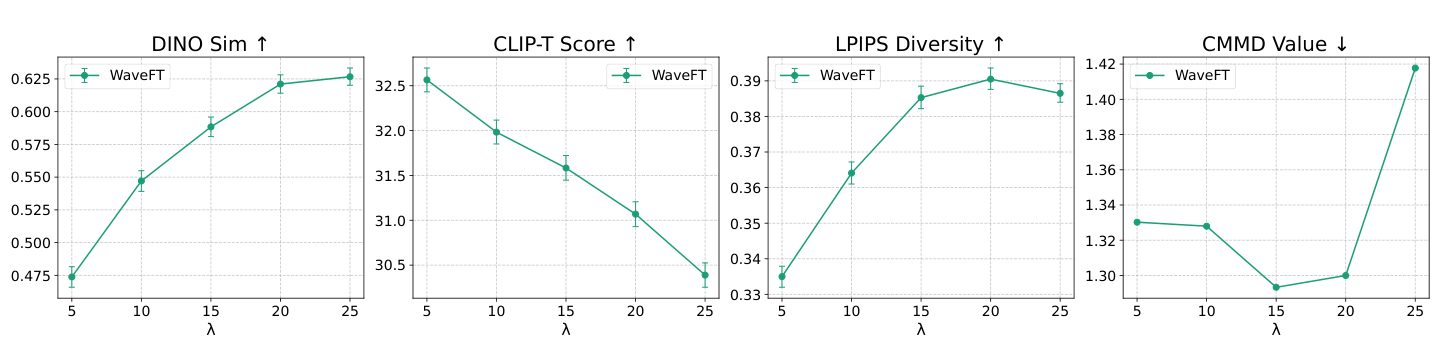 DINO Sim ↑
WaveFT
0.625
0.600
0.575
0.550
0.525
0.500
0.475
5 10 15 20 25
λ
CLIP-T Score ↑
WaveFT
32.5
32.0
31.5
31.0
30.5
5 10 15 20 25
λ
LPIPS Diversity ↑
WaveFT
0.39
0.38
0.37
0.36
0.35
0.34
0.33
5 10 15 20 25
λ
CMMD Value ↓
WaveFT
1.42
1.40
1.38
1.36
1.34
1.32
1.30
5 10 15 20 25
λ